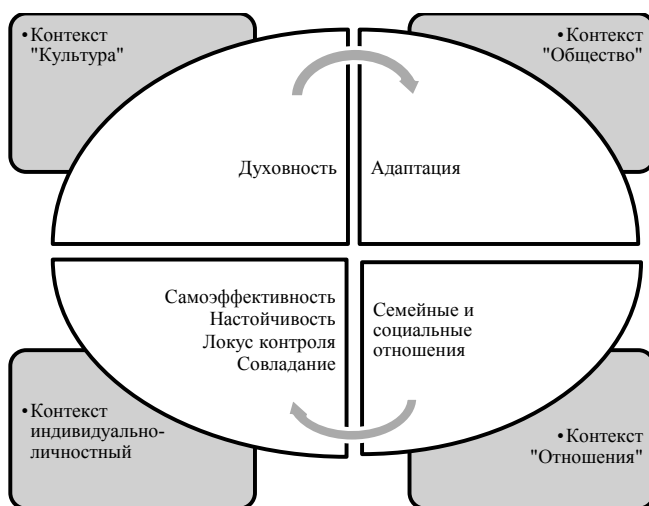 •Контекст
"Культура"
•Контекст
"Общество"
Духовность
Адаптация
Самоэффективность
Настойчивость
Локус контроля
Совладание
Семейные и
социальные
отношения
•Контекст
индивидуально-
личностный
•Контекст
"Отношения"